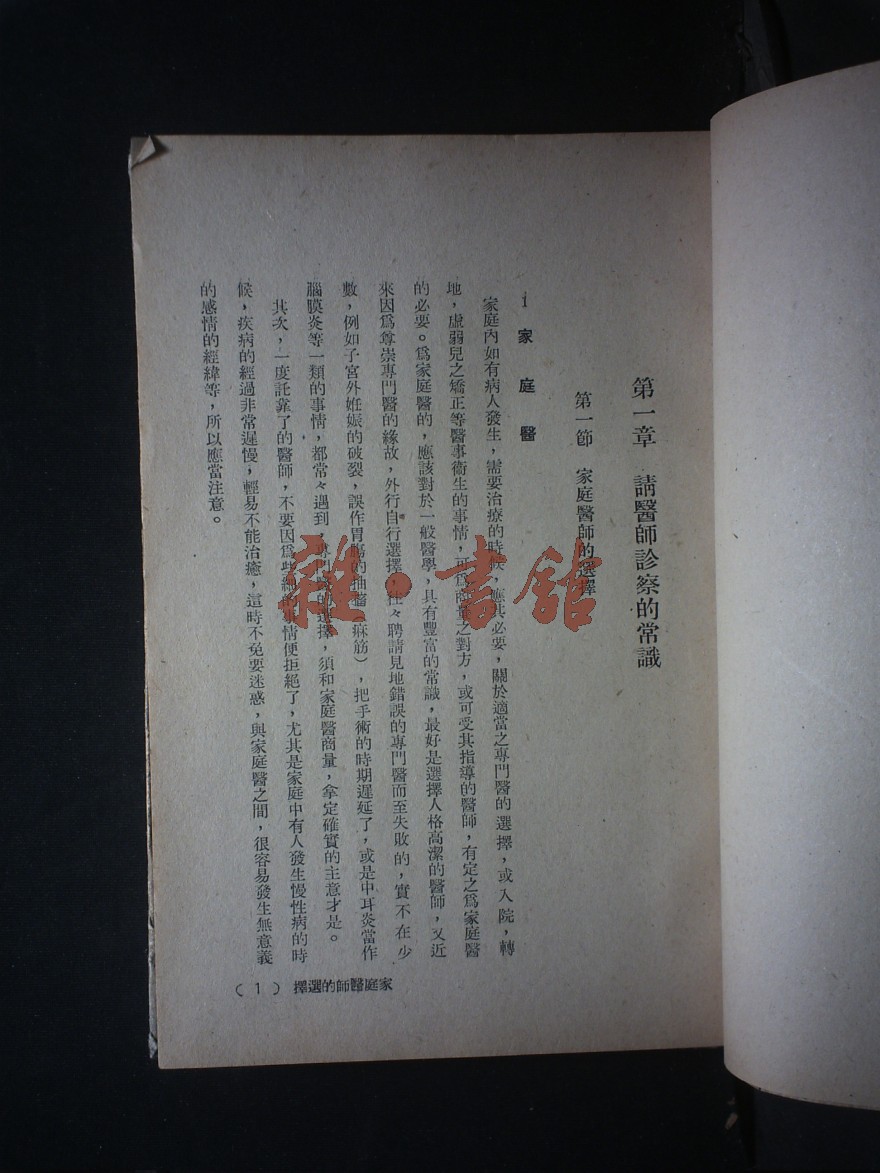 第一章　請醫師診察的常識
第一節　家庭醫師的選擇
1 家庭醫
家庭內如有病人發生，需要治療的時候，應其必要，關於適當之專門醫的選擇，或入院，轉
地，虛弱兒之矯正等醫事衛生的事情，可爲商量之對方，或可受其指導的醫師，有定之爲家庭醫
的必要。爲家庭醫的，應該對於一般醫學，具有豐富的常識，最好是選擇人格高潔的醫師，又近
來因爲尊崇專門醫的緣故，外行自行選擇，往々聘請見地錯誤的專門醫而至失敗的，實不在少
數，例如子宮外妊娠的破裂，誤作胃腸的抽（痳筋），把手術的時期遲延了，或是中耳炎當作
腦膜炎等一類的事情，都常々遇到　專門醫的選擇，須和家庭醫商量，拿定確實的主意才是。
其次，一度託靠了的醫師，不要因爲些細的事情便拒絕了，尤其是家庭中有人發生慢性病的時
候，疾病的經過非常遲慢，輕易不能治癒，這時不免要迷惑，與家庭醫之間，很容易發生無意義
的感情的經緯等，所以應當注意。
（1）擇選的師醫庭家
雜·書館